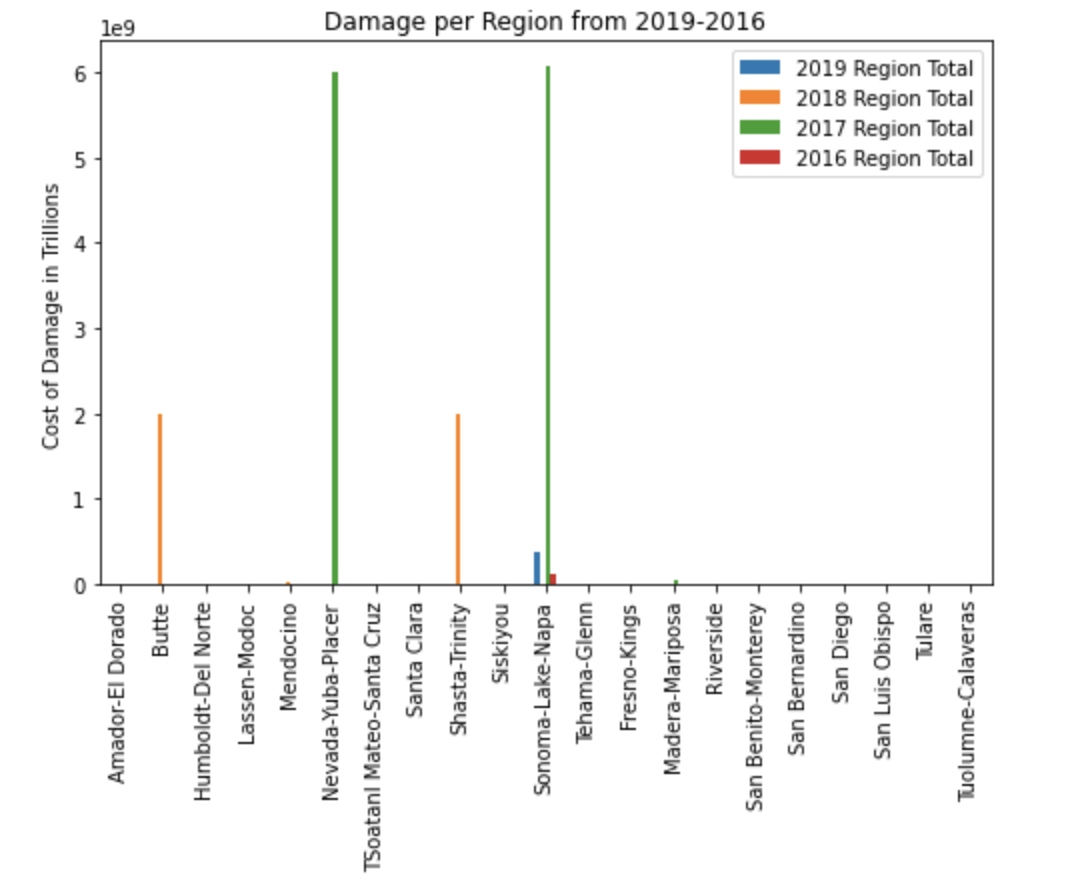 Damage per Region from 2019-2016
1e9
6
5
4
3
2
1
0
Cost of Damage in Trillions
2019 Region Total
2018 Region Total
2017 Region Total
2016 Region Total
Amador-El Dorado
Butte
Humboldt-Del Norte
Lassen-Modoc
Mendocino
Nevada-Yuba-Placer
TSoatanl Mateo-Santa Cruz
Santa Clara
Shasta-Trinity
Siskiyou
Sonoma-Lake-Napa
Tehama-Glenn
Fresno-Kings
Madera-Mariposa
Riverside
San Benito-Monterey
San Bernardino
San Diego
San Luis Obispo
Tulare
Tuolumne-Calaveras